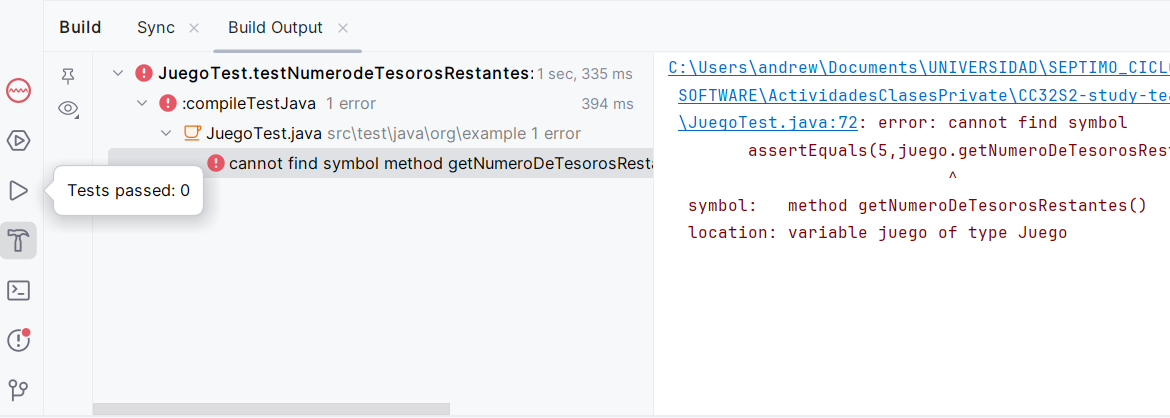 Build Sync Build Output
JuegoTest.testNumerodeTesorosRestantes: 1 sec, 335 ms
:compileTestJava 1 error 394 ms
JuegoTest.java src\test\java\org\example 1 error
cannot find symbol method getNumeroDeTesorosResta
Tests passed: 0
C:\Users\andrew\Documents\UNIVERSIDAD\SEPTIMO_CICL
SOFTWARE\ActividadesClasesPrivate\CC32S2-study-te
\JuegoTest.java:72: error: cannot find symbol
assertEquals(5,juego.getNumeroDeTesorosRes
^
symbol: method getNumeroDeTesorosRestantes()
location: variable juego of type Juego